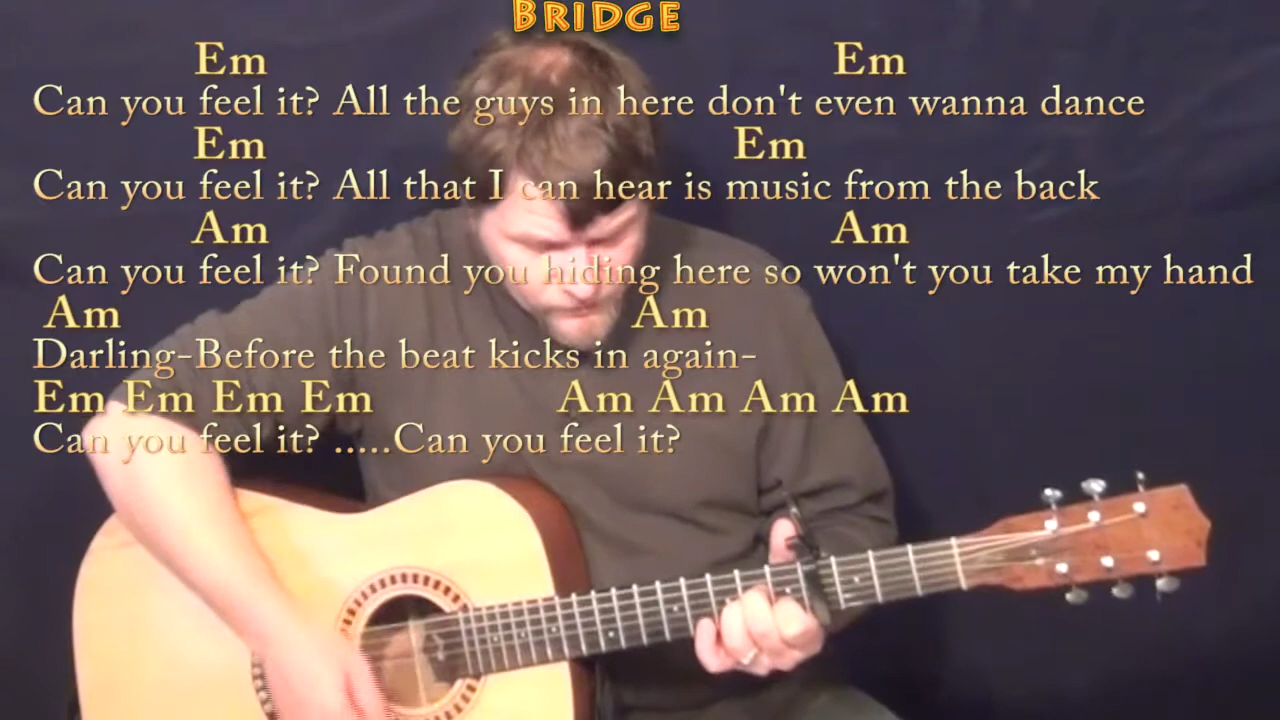 BRIDGE
Em Em
Can you feel it? All the guys in here don't even wanna dance
Em Em
Can you feel it? All that I can hear is music from the back
Am Am
Can you feel it? Found you hiding here so won't you take my hand
Am Am
Darling-Before the beat kicks in again-
Em Em Em Em Am Am Am Am
Can you feel it? .....Can you feel it?